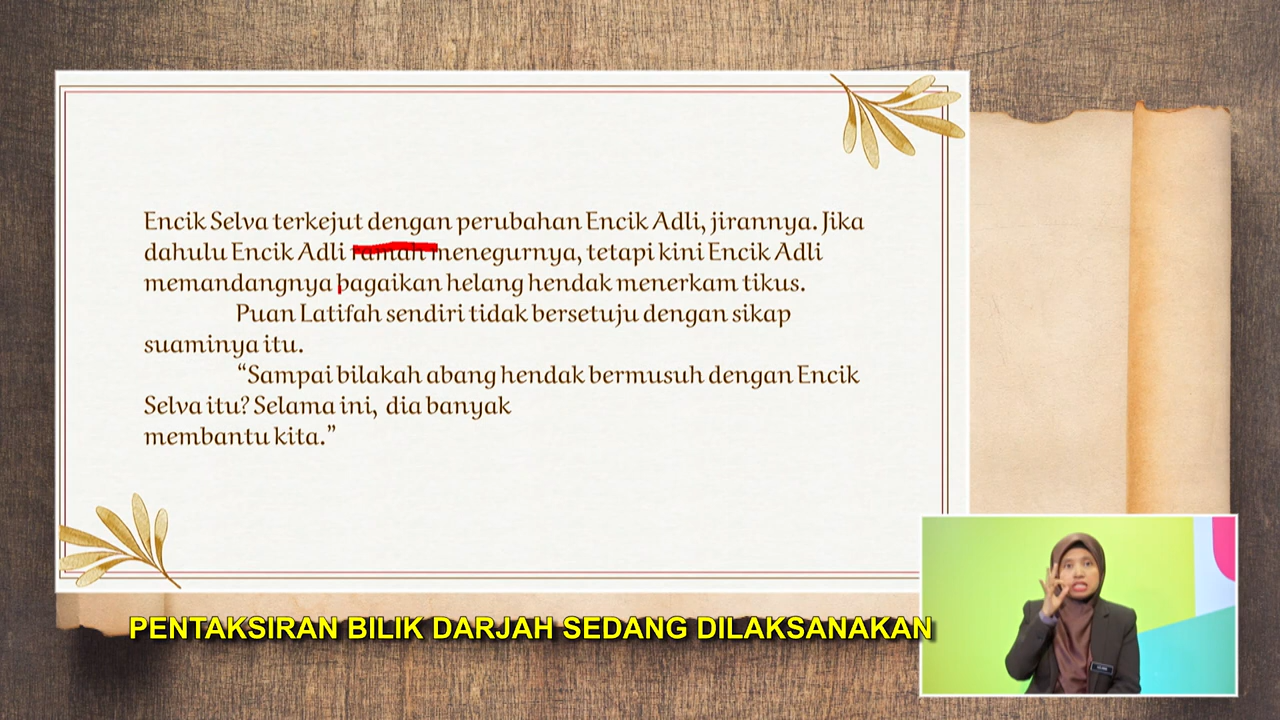 Encik Selva terkejut dengan perubahan Encik Adli, jirannya. Jika
dahulu Encik Adli ramah menegurnya, tetapi kini Encik Adli
memandangnya bagaikan helang hendak menerkam tikus.
Puan Latifah sendiri tidak bersetuju dengan sikap
suaminya itu.
“Sampai bilakah abang hendak bermusuh dengan Encik
Selva itu? Selama ini, dia banyak
membantu kita.”
PENTAKSIRAN BILIK DARJAH SEDANG DILAKSANAKAN